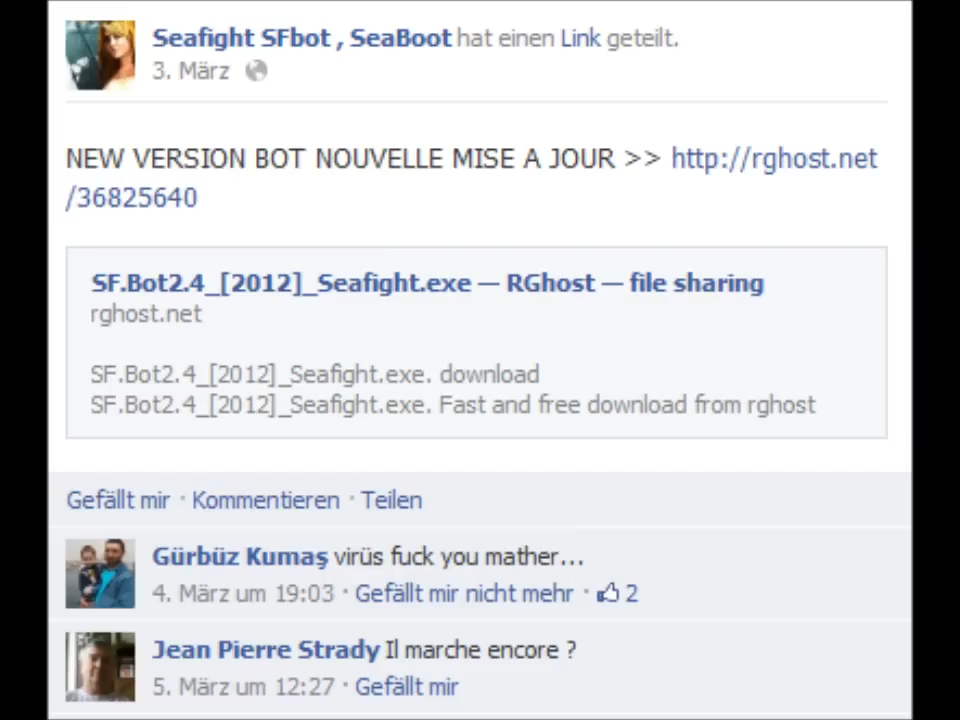 Seafight SFbot , SeaBoot hat einen Link geteilt.
3. März
NEW VERSION BOT NOUVELLE MISE A JOUR >> http://rghost.net
/36825640
SF.Bot2.4_[2012]_Seafight.exe — RGhost — file sharing
rghost.net
SF.Bot2.4_[2012]_Seafight.exe. download
SF.Bot2.4_[2012]_Seafight.exe. Fast and free download from rghost
Gefällt mir · Kommentieren · Teilen
Gürbüz Kumaş virüs fuck you mather...
4. März um 19:03 · Gefällt mir nicht mehr · 2
Jean Pierre Strady Il marche encore ?
5. März um 12:27 · Gefällt mir